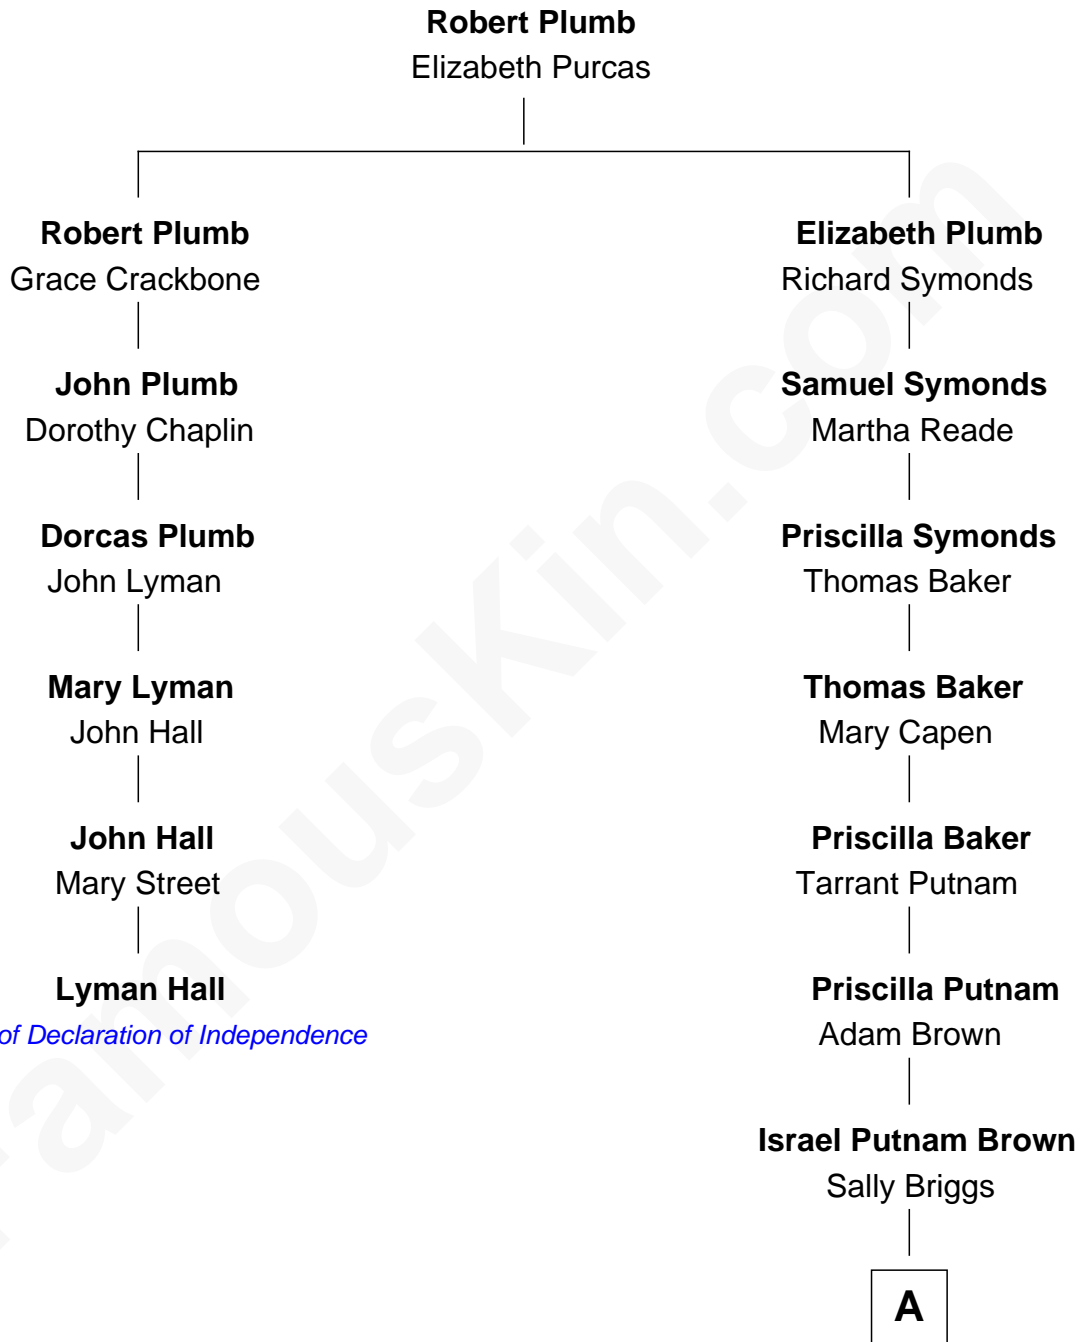 Robert Plumb
Elizabeth Purcas
Robert Plumb
Grace Crackbone
John Plumb
Dorothy Chaplin
Dorcas Plumb
John Lyman
Mary Lyman
John Hall
John Hall
Mary Street
Lyman Hall
of Declaration of Independence
Elizabeth Plumb
Richard Symonds
Samuel Symonds
Martha Reade
Priscilla Symonds
Thomas Baker
Thomas Baker
Mary Capen
Priscilla Baker
Tarrant Putnam
Priscilla Putnam
Adam Brown
Israel Putnam Brown
Sally Briggs
A
FamousKin.com